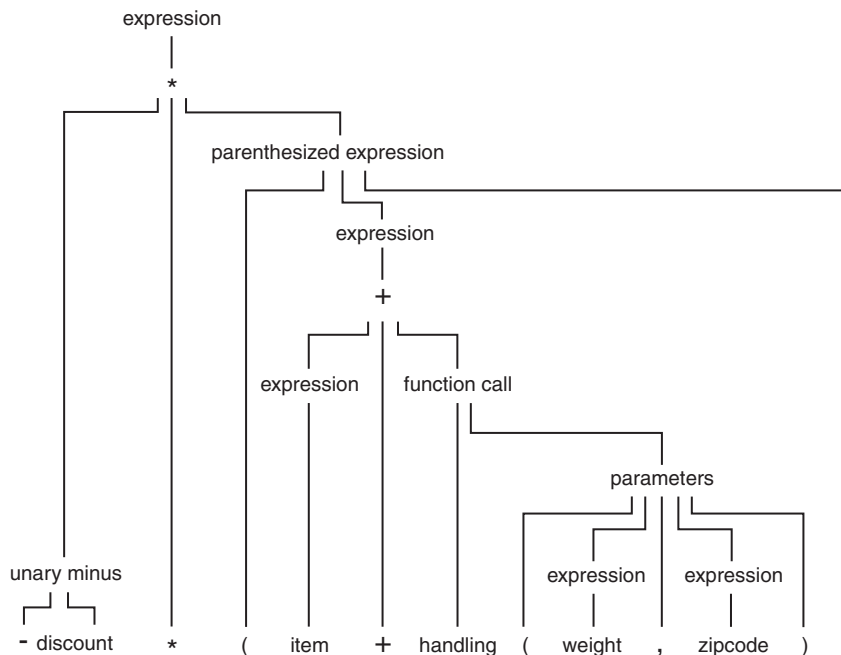 expression
*
parenthesized expression
expression
+
expression function call
parameters
unary minus expression expression
- discount * ( item + handling ( weight , zipcode )